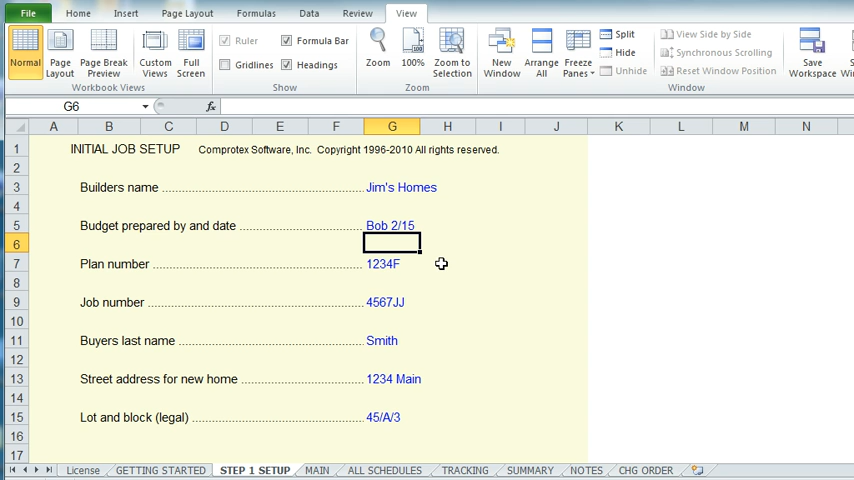 File Home Insert Page Layout Formulas Data Review View
Normal Page Layout Page Break Preview Custom Views Full Screen
Workbook Views
Ruler Formula Bar
Gridlines Headings
Show
Zoom 100% Zoom to Selection
Zoom
New Window Arrange All Freeze Panes
Split
Hide
Unhide
View Side by Side
Synchronous Scrolling
Reset Window Position
Window
Save Workspace
G6 fx
A B C D E F G H I J K L M N
1 INITIAL JOB SETUP Comprotex Software, Inc. Copyright 1996-2010 All rights reserved.
2
3 Builders name Jim's Homes
4
5 Budget prepared by and date Bob 2/15
6
7 Plan number 1234F
8
9 Job number 4567JJ
10
11 Buyers last name Smith
12
13 Street address for new home 1234 Main
14
15 Lot and block (legal) 45/A/3
16
17
License GETTING STARTED STEP 1 SETUP MAIN ALL SCHEDULES TRACKING SUMMARY NOTES CHG ORDER